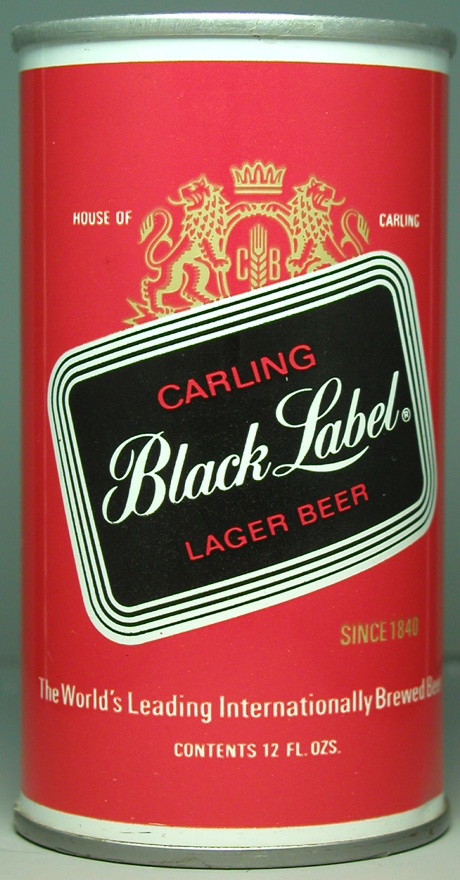 HOUSE OF CARLING
C B
CARLING
Black Label®
LAGER BEER
SINCE 1840
The World's Leading Internationally Brewed Beer
CONTENTS 12 FL. OZS.